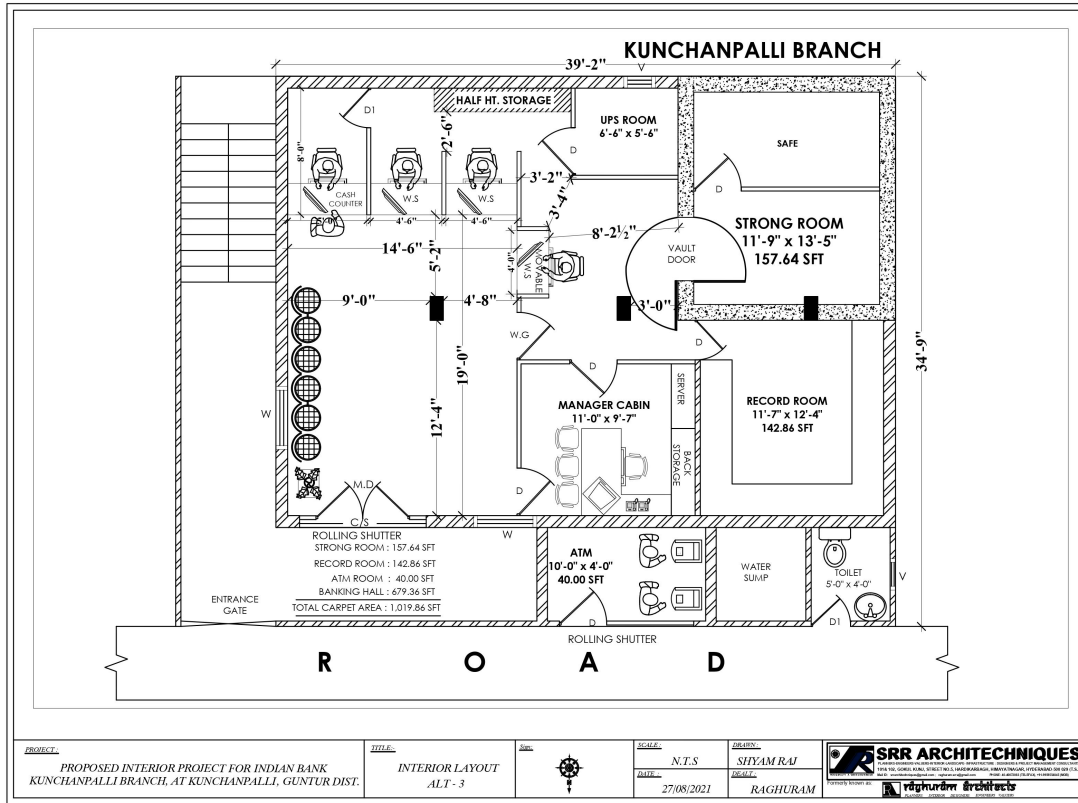 KUNCHANPALLI BRANCH
39'-2"
V
HALF HT. STORAGE
D1
UPS ROOM
6'-6" x 5'-6"
2'-6"
8'-0"
D
SAFE
3'-2"
D
CASH
COUNTER
W.S
W.S
3'-4"
4'-6"
4'-6"
STRONG ROOM
11'-9" x 13'-5"
157.64 SFT
8'-2½"
VAULT
DOOR
14'-6"
5'-2"
4'-0"
MOVABLE
W.S
9'-0"
4'-8"
3'-0"
W.G
D
D
34'-9"
19'-0"
12'-4"
MANAGER CABIN
11'-0" x 9'-7"
SERVER
BACK
STORAGE
RECORD ROOM
11'-7" x 12'-4"
142.86 SFT
W
M.D
D
C/S
ROLLING SHUTTER
W
STRONG ROOM : 157.64 SFT
RECORD ROOM : 142.86 SFT
ATM ROOM : 40.00 SFT
BANKING HALL : 679.36 SFT
TOTAL CARPET AREA : 1,019.86 SFT
ATM
10'-0" x 4'-0"
40.00 SFT
WATER
SUMP
TOILET
5'-0" x 4'-0"
V
ENTRANCE
GATE
D
D1
ROLLING SHUTTER
R O A D
PROJECT :
PROPOSED INTERIOR PROJECT FOR INDIAN BANK
KUNCHANPALLI BRANCH, AT KUNCHANPALLI, GUNTUR DIST.
TITLE:-
INTERIOR LAYOUT
ALT - 3
SCALE :
N.T.S
DATE :
27/08/2021
DRAWN :
SHYAM RAJ
DEALT :
RAGHURAM
SRR ARCHITECHNIQUES
Formerly known as:
raghuram architects